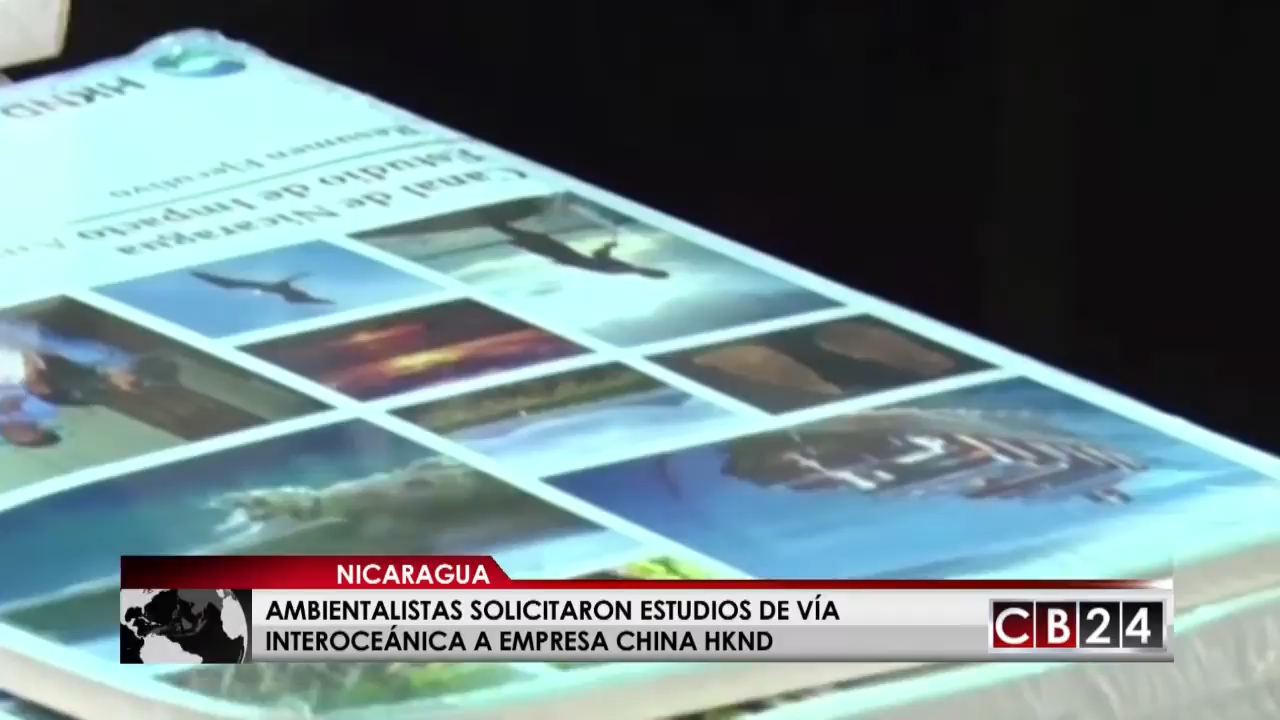 HKND
Resumen Ejecutivo
Canal de Nicaragua
Estudio de Impacto
NICARAGUA
AMBIENTALISTAS SOLICITARON ESTUDIOS DE VÍA
INTEROCEÁNICA A EMPRESA CHINA HKND
CB24